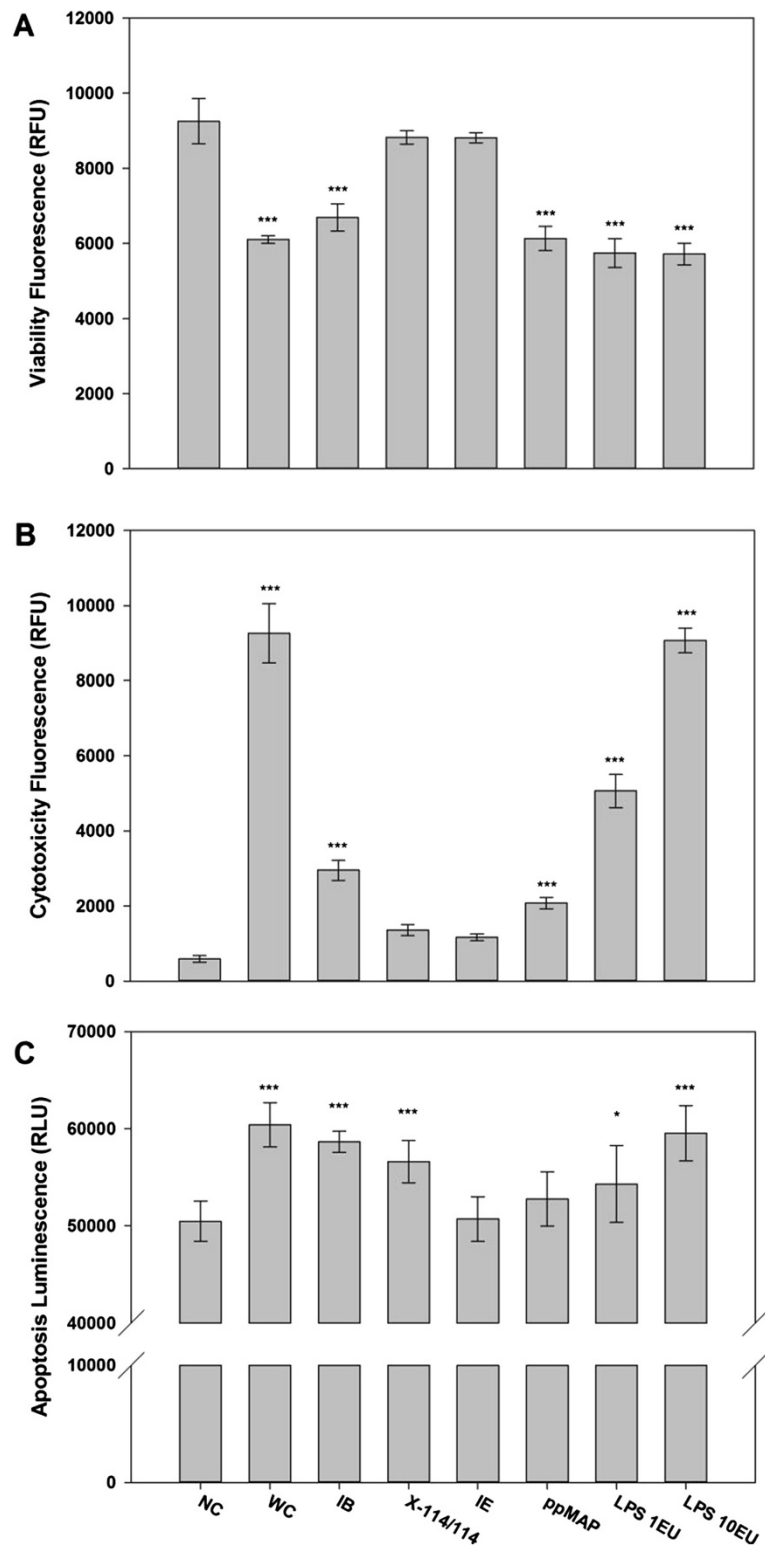 A
Viability Fluorescence (RFU)
12000
10000
8000
6000
4000
2000
0
***
***
***
***
***
B
Cytotoxicity Fluorescence (RFU)
12000
10000
8000
6000
4000
2000
0
***
***
***
***
***
C
Apoptosis Luminescence (RLU)
70000
60000
50000
40000
10000
0
***
***
***
*
***
NC
WC
IB
X-114/114
IE
ppMAP
LPS 1EU
LPS 10EU